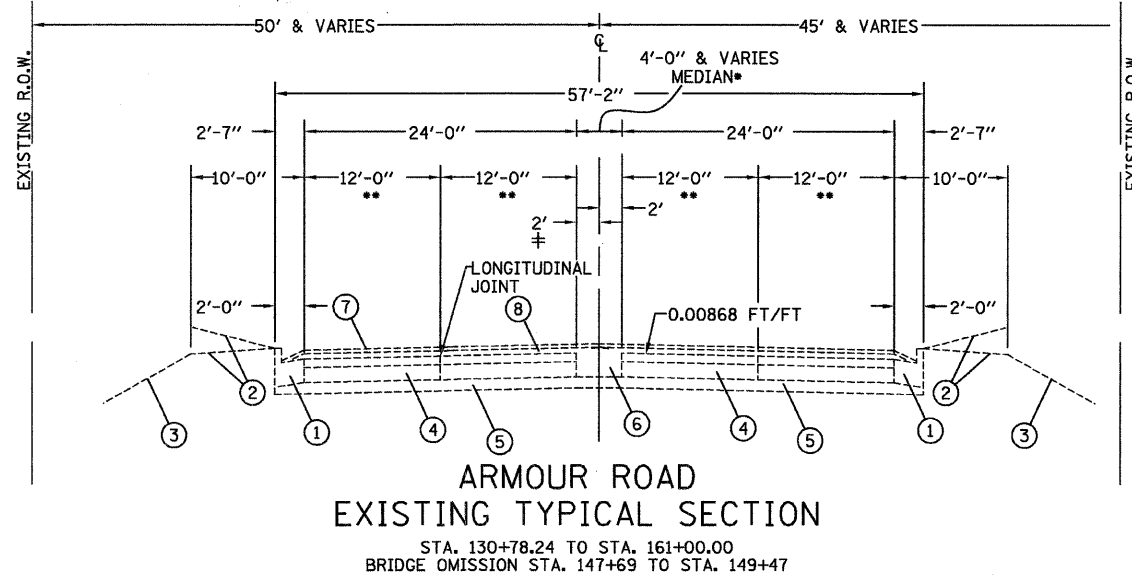 50' & VARIES
45' & VARIES
℄
4'-0" & VARIES
MEDIAN*
EXISTING R.O.W.
EXISTING R.O.W.
57'-2"
2'-7"
24'-0"
24'-0"
2'-7"
10'-0"
12'-0"
12'-0"
12'-0"
12'-0"
10'-0"
**
**
**
**
2'
2'
‡
LONGITUDINAL
JOINT
2'-0"
7
8
0.00868 FT/FT
2'-0"
2
2
3
1
4
5
6
4
5
1
3
ARMOUR ROAD
EXISTING TYPICAL SECTION
STA. 130+78.24 TO STA. 161+00.00
BRIDGE OMISSION STA. 147+69 TO STA. 149+47